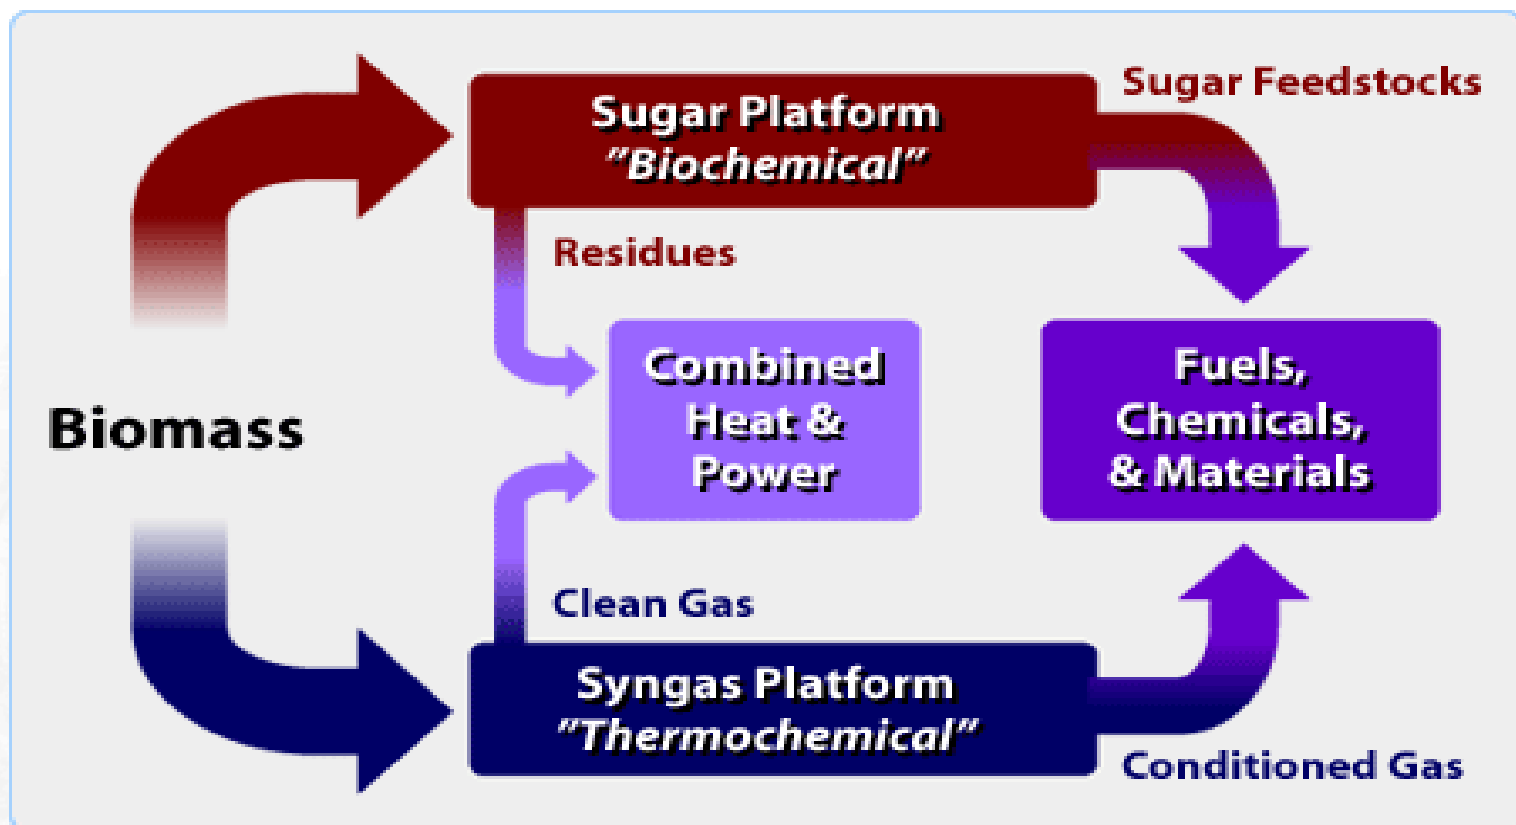 Sugar Feedstocks
Sugar Platform
"Biochemical"
Residues
Combined
Heat &
Power
Fuels,
Chemicals,
& Materials
Biomass
Clean Gas
Syngas Platform
"Thermochemical"
Conditioned Gas